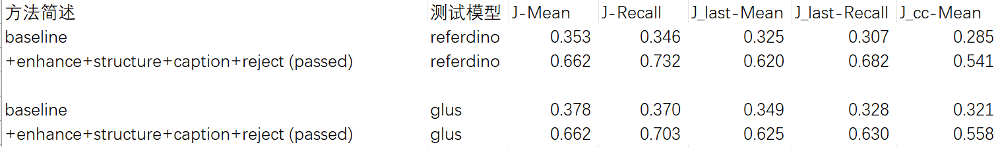 方法简述 测试模型 J-Mean J-Recall J_last-Mean J_last-Recall J_cc-Mean
baseline referdino 0.353 0.346 0.325 0.307 0.285
+enhance+structure+caption+reject (passed) referdino 0.662 0.732 0.620 0.682 0.541
baseline glus 0.378 0.370 0.349 0.328 0.321
+enhance+structure+caption+reject (passed) glus 0.662 0.703 0.625 0.630 0.558